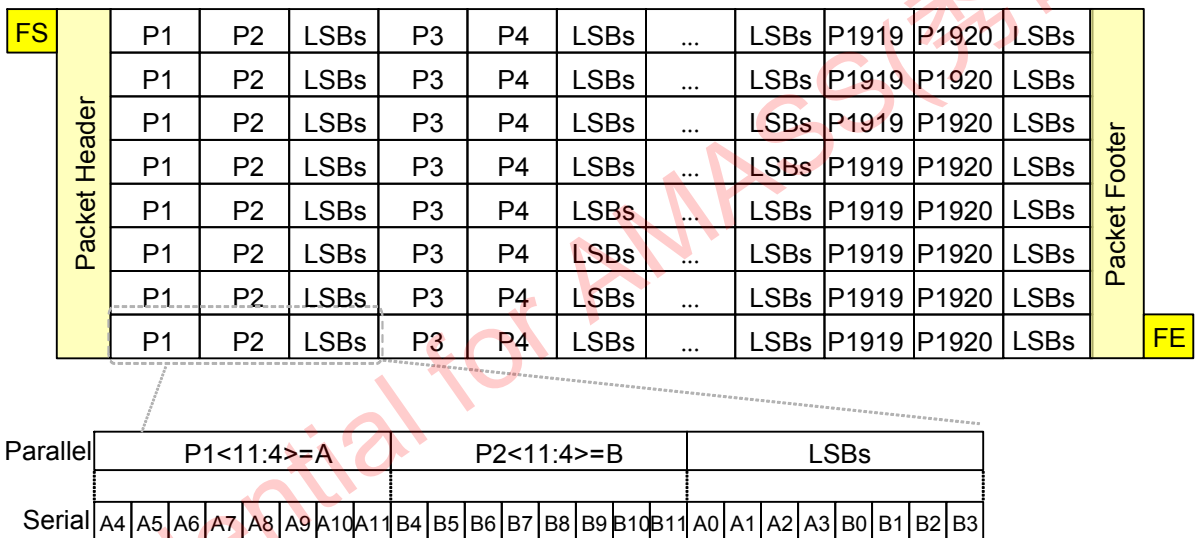 FS P1 P2 LSBs P3 P4 LSBs ... LSBs P1919 P1920 LSBs
P1 P2 LSBs P3 P4 LSBs ... LSBs P1919 P1920 LSBs
P1 P2 LSBs P3 P4 LSBs ... LSBs P1919 P1920 LSBs
P1 P2 LSBs P3 P4 LSBs ... LSBs P1919 P1920 LSBs
P1 P2 LSBs P3 P4 LSBs ... LSBs P1919 P1920 LSBs
P1 P2 LSBs P3 P4 LSBs ... LSBs P1919 P1920 LSBs
P1 P2 LSBs P3 P4 LSBs ... LSBs P1919 P1920 LSBs
P1 P2 LSBs P3 P4 LSBs ... LSBs P1919 P1920 LSBs FE
Packet Header
Packet Footer
Parallel P1<11:4>=A P2<11:4>=B LSBs
Serial A4 A5 A6 A7 A8 A9 A10 A11 B4 B5 B6 B7 B8 B9 B10 B11 A0 A1 A2 A3 B0 B1 B2 B3
dential for AMASS(